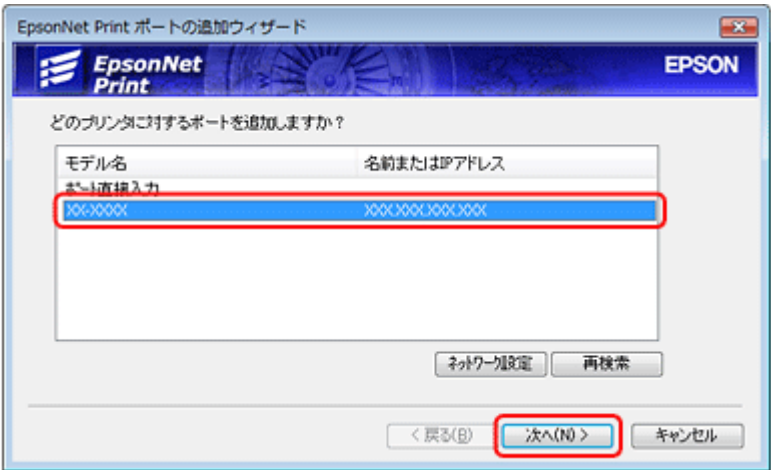 EpsonNet Print ポートの追加ウィザード
EpsonNet
Print
EPSON
どのプリンタに対するポートを追加しますか？
モデル名 名前またはIPアドレス
ポート直接入力
XX-XXXX XXX.XXX.XXX.XXX
ネットワーク設定 再検索
< 戻る(B) 次へ(N) > キャンセル